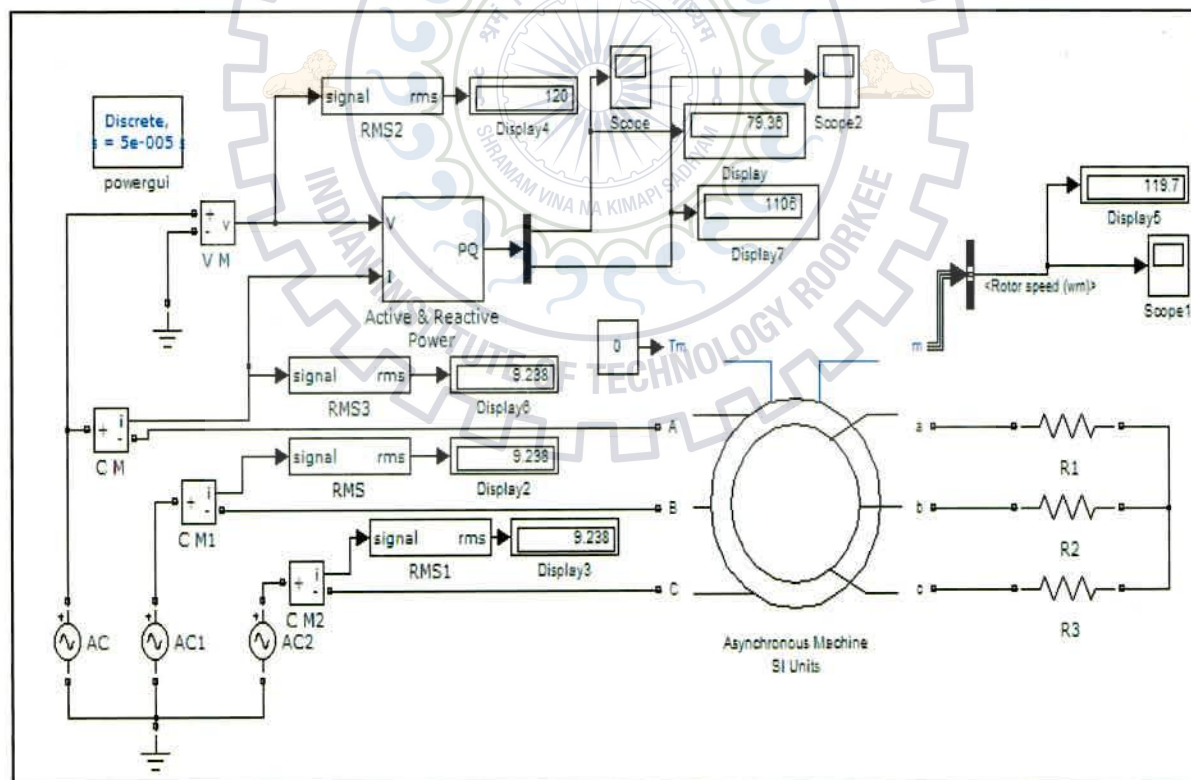 signal rms
RMS2
120
Display4
Scope
79.36
Display
Scope2
Discrete,
s = 5e-005 s
powergui
+
-
v
V M
V
I
PQ
Active & Reactive
Power
1106
Display7
119.7
Display5
<Rotor speed (wm)>
Scope1
0
Tm
m
signal rms
RMS3
9.238
Display6
+
i
-
C M
A
a
R1
signal rms
RMS
9.238
Display2
+
i
-
C M1
B
b
R2
signal rms
RMS1
9.238
Display3
+
i
-
C M2
C
c
R3
+
AC
+
AC1
+
AC2
Asynchronous Machine
SI Units
SHRAMAM VINA NA KIMAPI SADHYAM
INDIAN INSTITUTE OF TECHNOLOGY ROORKEE